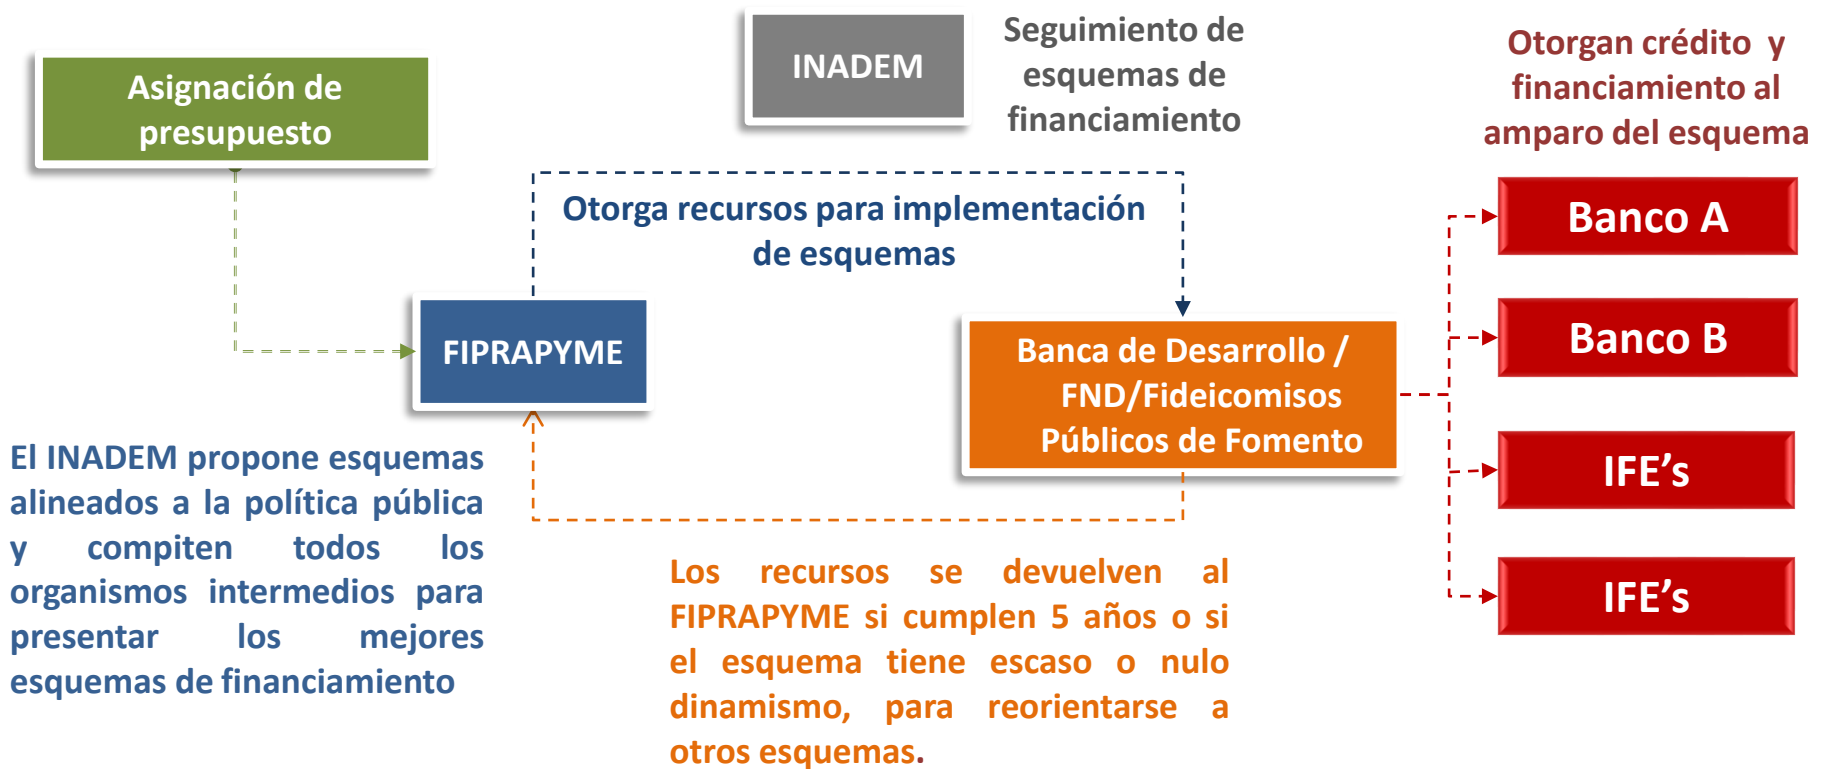 Asignación de
presupuesto
INADEM
Seguimiento de
esquemas de
financiamiento
Otorgan crédito y
financiamiento al
amparo del esquema
Otorga recursos para implementación
de esquemas
FIPRAPYME
Banca de Desarrollo /
FND/Fideicomisos
Públicos de Fomento
Banco A
Banco B
IFE’s
IFE’s
El INADEM propone esquemas
alineados a la política pública
y compiten todos los
organismos intermedios para
presentar los mejores
esquemas de financiamiento
Los recursos se devuelven al
FIPRAPYME si cumplen 5 años o si
el esquema tiene escaso o nulo
dinamismo, para reorientarse a
otros esquemas.